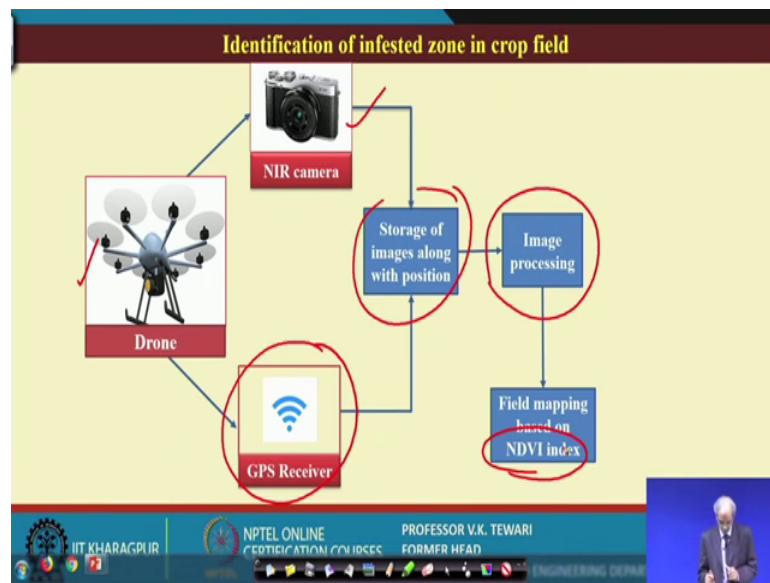 Identification of infested zone in crop field
NIR camera
Drone
Storage of
images along
with position
Image
processing
GPS Receiver
Field mapping
based on
NDVI index
IIT KHARAGPUR
NPTEL ONLINE
CERTIFICATION COURSES
PROFESSOR V.K. TEWARI
FORMER HEAD
ENGINEERING